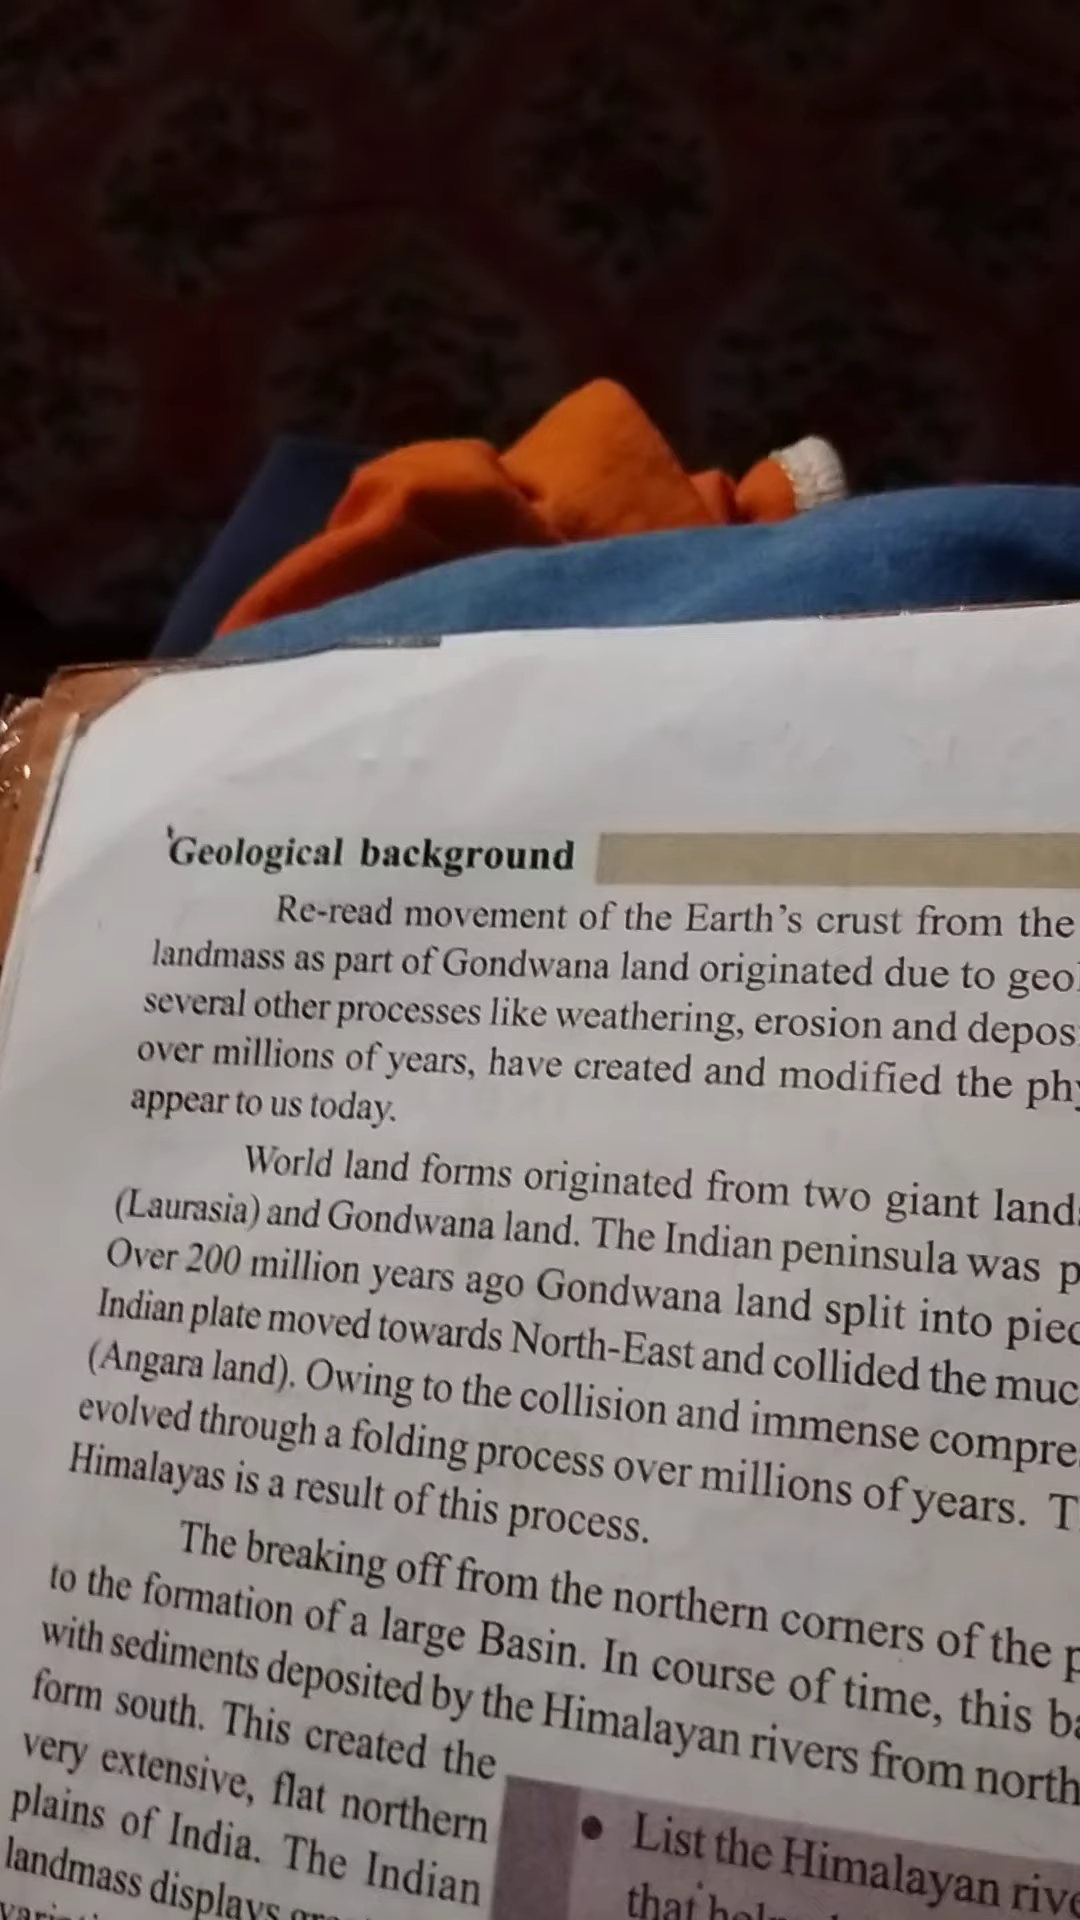 Geological background
Re-read movement of the Earth's crust from the
landmass as part of Gondwana land originated due to geol
several other processes like weathering, erosion and depos
over millions of years, have created and modified the phy
appear to us today.
World land forms originated from two giant land
(Laurasia) and Gondwana land. The Indian peninsula was p
Over 200 million years ago Gondwana land split into piec
Indian plate moved towards North-East and collided the muc
(Angara land). Owing to the collision and immense compre
evolved through a folding process over millions of years. T
Himalayas is a result of this process.
The breaking off from the northern corners of the p
to the formation of a large Basin. In course of time, this ba
with sediments deposited by the Himalayan rivers from north
form south. This created the
very extensive, flat northern
plains of India. The Indian
landmass displays
• List the Himalayan rive
that